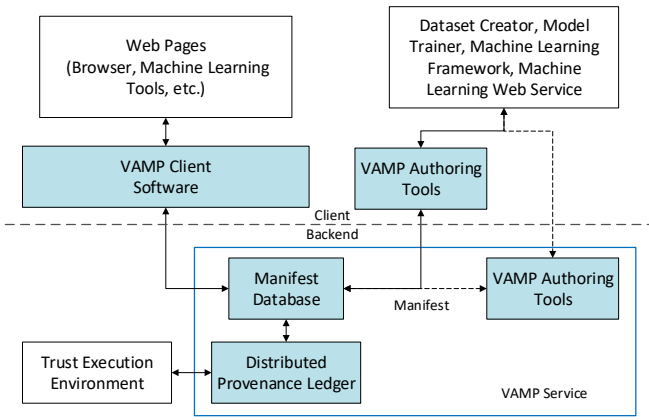 Web Pages
(Browser, Machine Learning
Tools, etc.)
Dataset Creator, Model
Trainer, Machine Learning
Framework, Machine
Learning Web Service
VAMP Client
Software
VAMP Authoring
Tools
Client
Backend
Manifest
Database
Manifest
VAMP Authoring
Tools
Trust Execution
Environment
Distributed
Provenance Ledger
VAMP Service